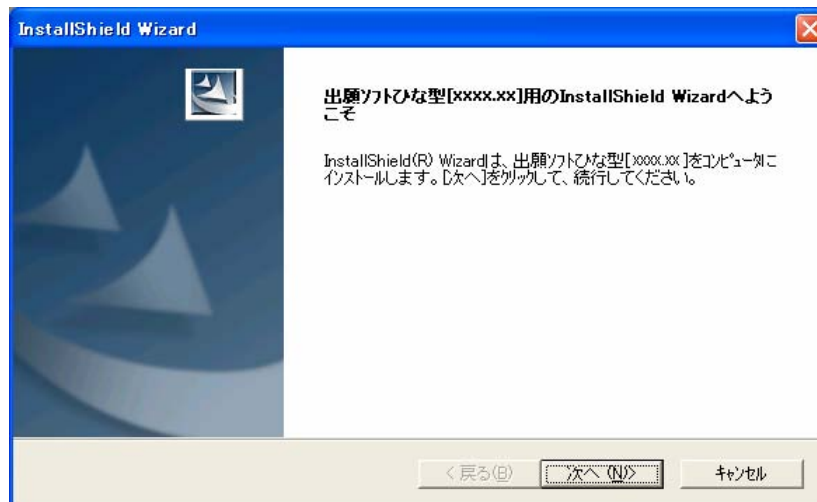 InstallShield Wizard
出願ソフトひな型[xxxx.xx]用のInstallShield Wizardへよう
こそ
InstallShield(R) Wizardは、出願ソフトひな型[xxxx.xx]をコンピュータに
インストールします。[次へ]をクリックして、続行してください。
< 戻る(B)
次へ (N)>
キャンセル